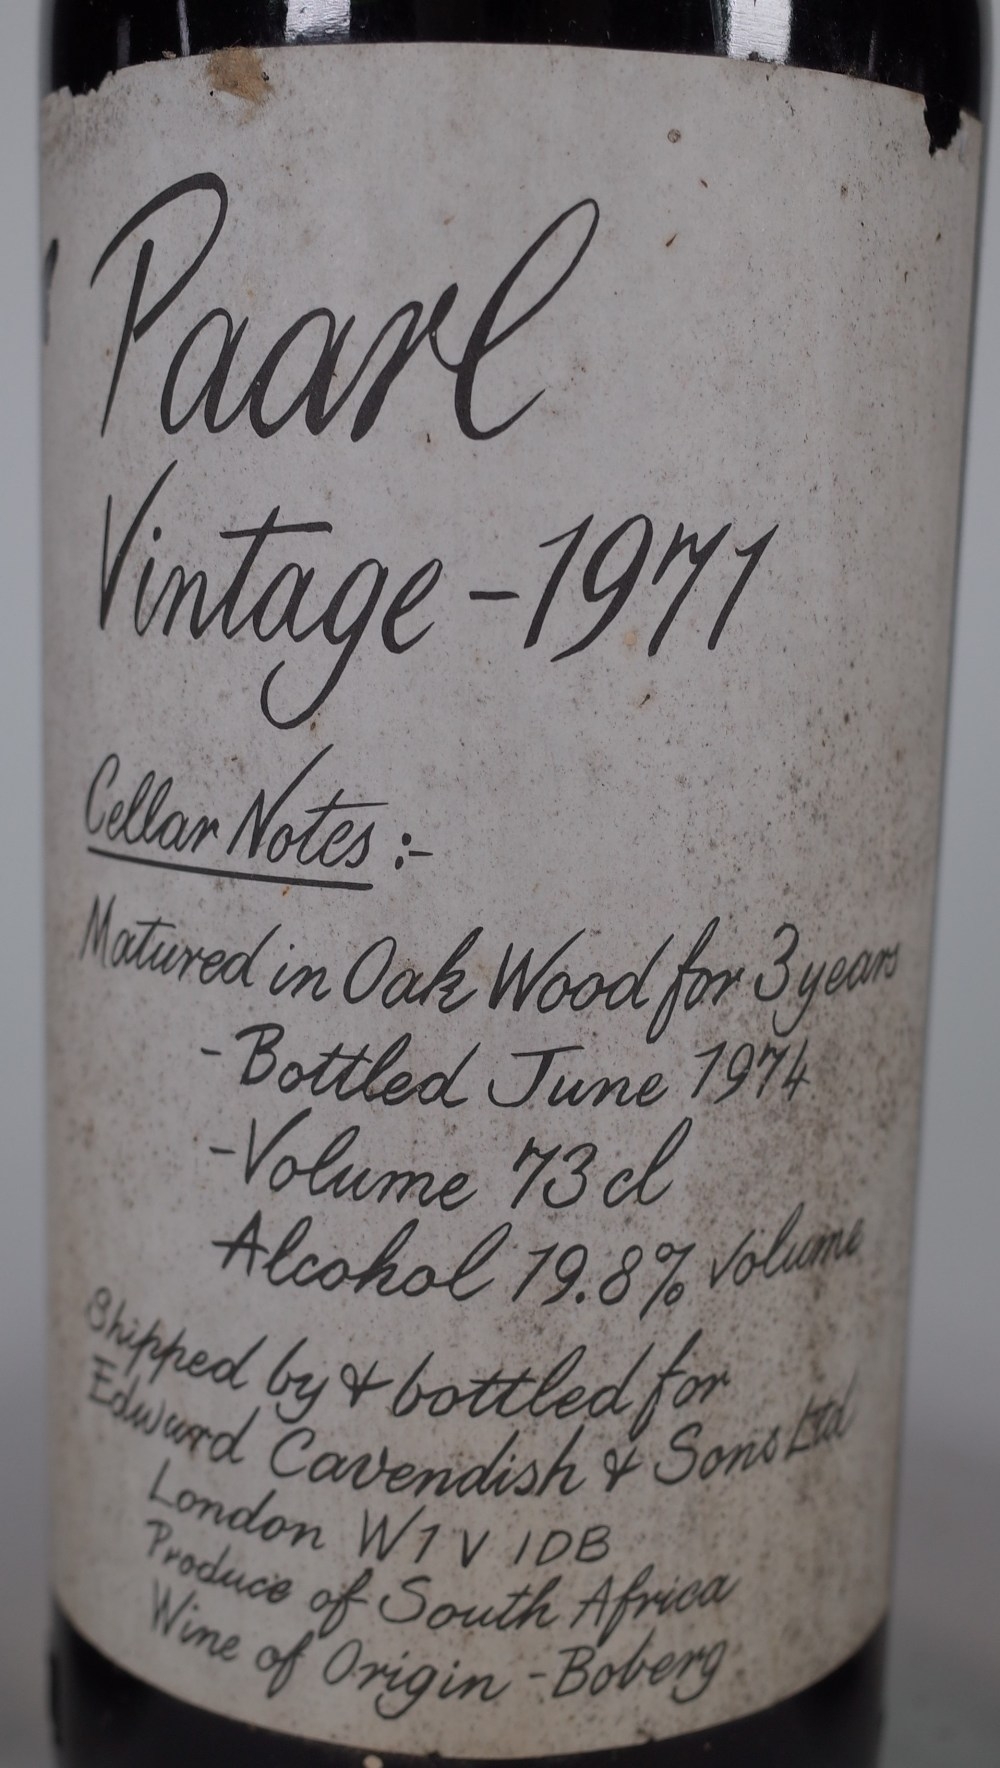 Paarl
Vintage - 1971
Cellar Notes :-
Matured in Oak Wood for 3 years
- Bottled June 1974
- Volume 73 cl
- Alcohol 19.8% Volume
Shipped by & bottled for
Edward Cavendish & Sons Ltd
London W1V 1DB
Produce of South Africa
Wine of Origin - Boberg